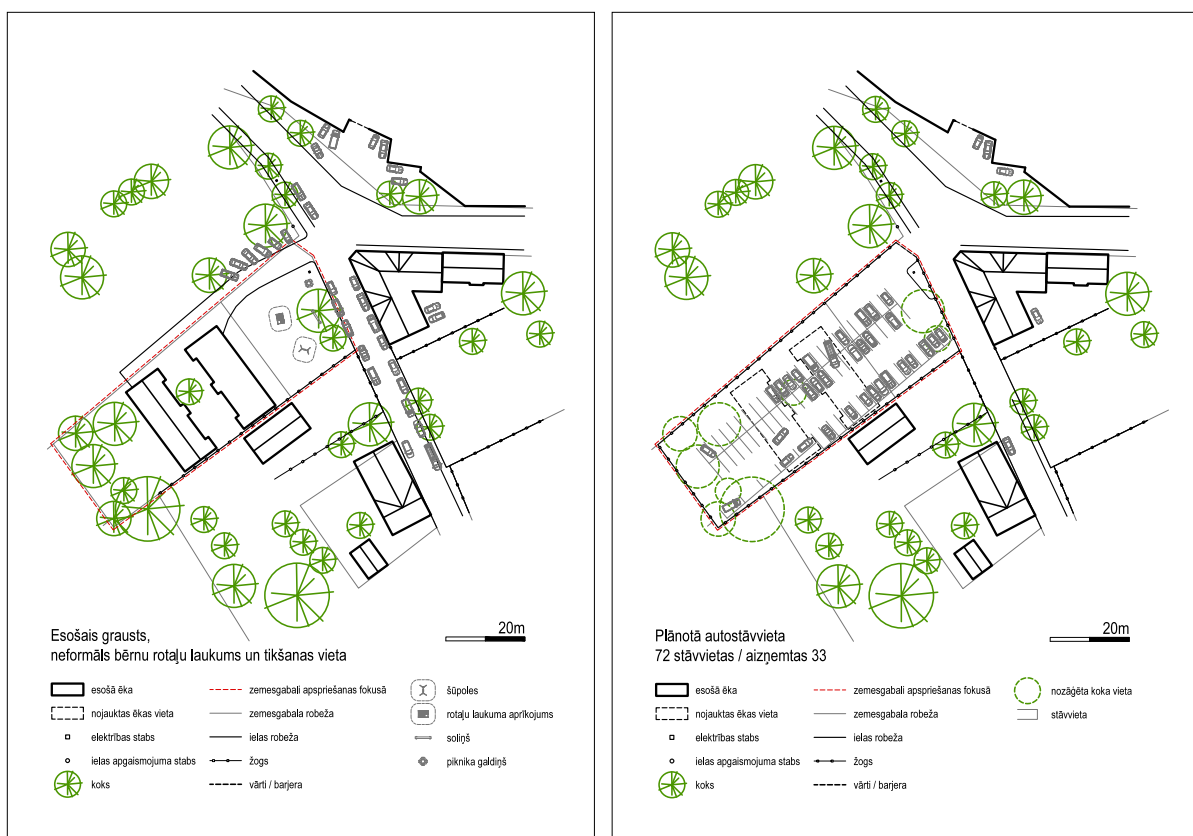 20m
Esošais grausts,
neformāls bērnu rotaļu laukums un tikšanas vieta
esošā ēka
nojauktas ēkas vieta
elektrības stabs
ielas apgaismojuma stabs
koks
zemesgabali apspriešanas fokusā
zemesgabala robeža
ielas robeža
žogs
vārti / barjera
šūpoles
rotaļu laukuma aprīkojums
soliņš
piknika galdiņš
20m
Plānotā autostāvvieta
72 stāvvietas / aizņemtas 33
esošā ēka
nojauktas ēkas vieta
elektrības stabs
ielas apgaismojuma stabs
koks
zemesgabali apspriešanas fokusā
zemesgabala robeža
ielas robeža
žogs
vārti / barjera
nozāģēta koka vieta
stāvvieta